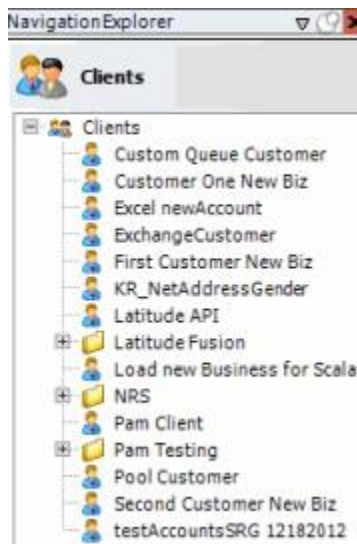 NavigationExplorer
Clients
Clients
Custom Queue Customer
Customer One New Biz
Excel newAccount
ExchangeCustomer
First Customer New Biz
KR_NetAddressGender
Latitude API
Latitude Fusion
Load new Business for Scala
NRS
Pam Client
Pam Testing
Pool Customer
Second Customer New Biz
testAccountsSRG 12182012